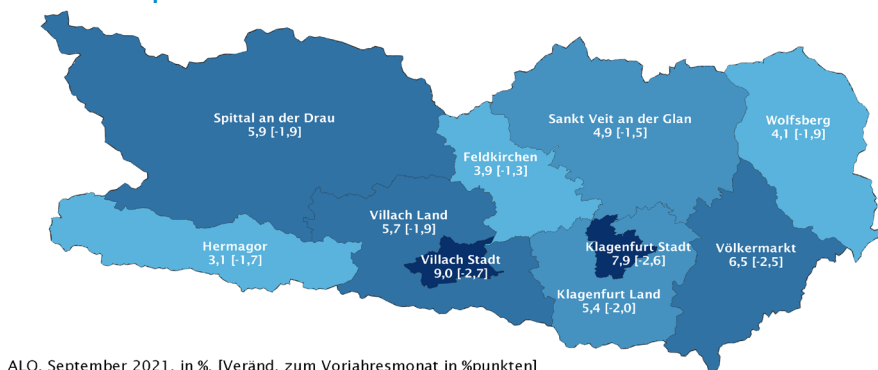 Spittal an der Drau
5,9 [-1,9]
Sankt Veit an der Glan
4,9 [-1,5]
Wolfsberg
4,1 [-1,9]
Feldkirchen
3,9 [-1,3]
Villach Land
5,7 [-1,9]
Hermagor
3,1 [-1,7]
Villach Stadt
9,0 [-2,7]
Klagenfurt Stadt
7,9 [-2,6]
Völkermarkt
6,5 [-2,5]
Klagenfurt Land
5,4 [-2,0]
ALQ, September 2021, in %, [Veränd. zum Vorjahresmonat in %punkten]